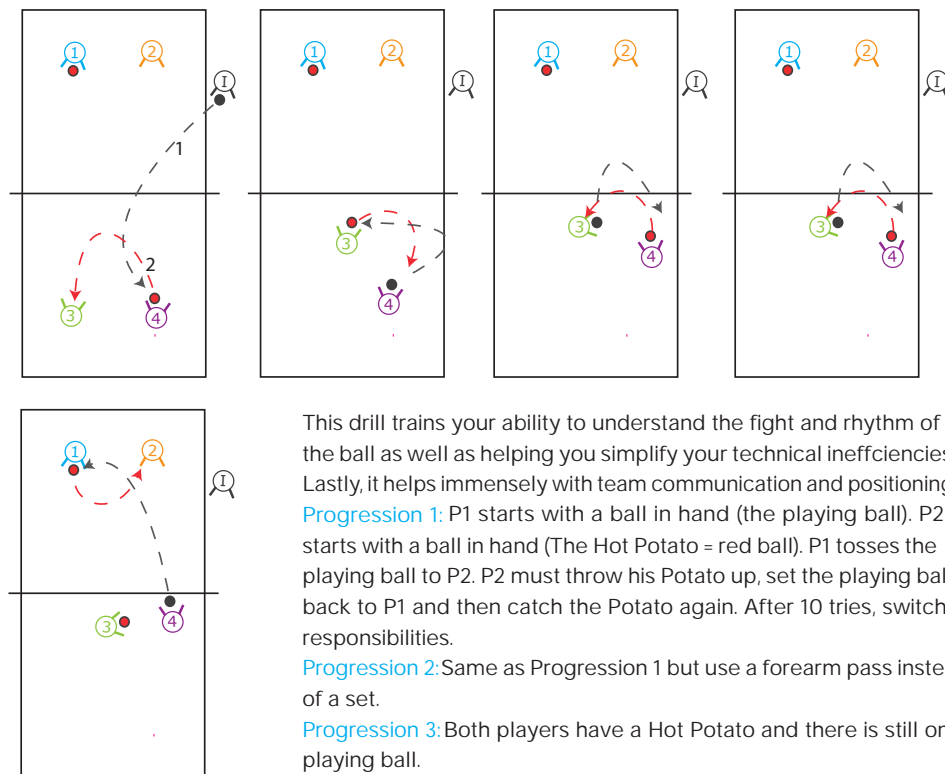 1 2 1 2 1 2 1 2
I I I I
1
2
3 4 3 4 3 4 3 4
1 2
I
3 4
This drill trains your ability to understand the fight and rhythm of
the ball as well as helping you simplify your technical ineffciencies
Lastly, it helps immensely with team communication and positioning
Progression 1: P1 starts with a ball in hand (the playing ball). P2
starts with a ball in hand (The Hot Potato = red ball). P1 tosses the
playing ball to P2. P2 must throw his Potato up, set the playing bal
back to P1 and then catch the Potato again. After 10 tries, switch
responsibilities.
Progression 2: Same as Progression 1 but use a forearm pass inste
of a set.
Progression 3: Both players have a Hot Potato and there is still on
playing ball.